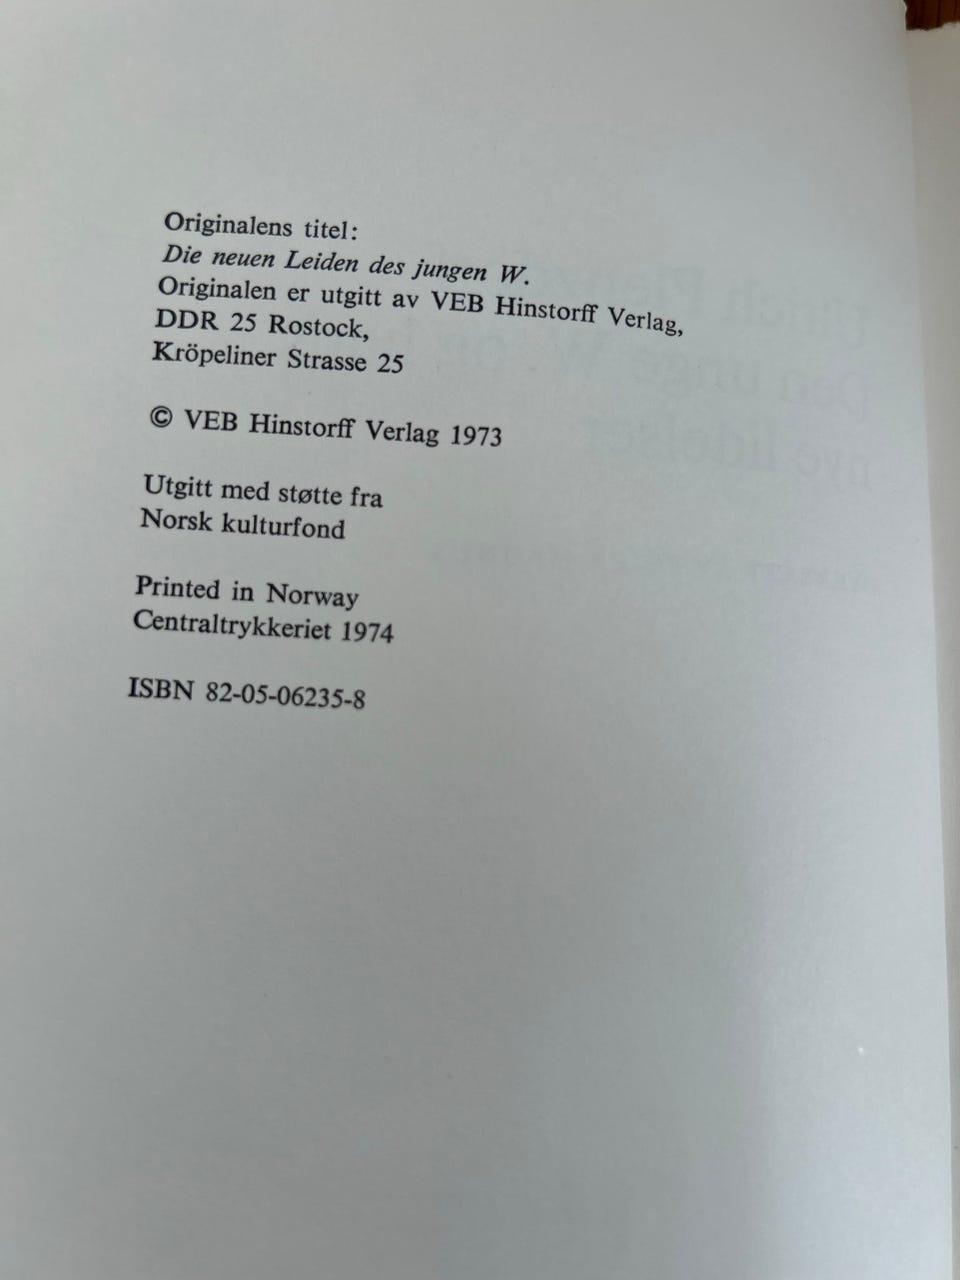 Originalens titel:
Die neuen Leiden des jungen W.
Originalen er utgitt av VEB Hinstorff Verlag,
DDR 25 Rostock,
Kröpeliner Strasse 25
© VEB Hinstorff Verlag 1973
Utgitt med støtte fra
Norsk kulturfond
Printed in Norway
Centraltrykkeriet 1974
ISBN 82-05-06235-8